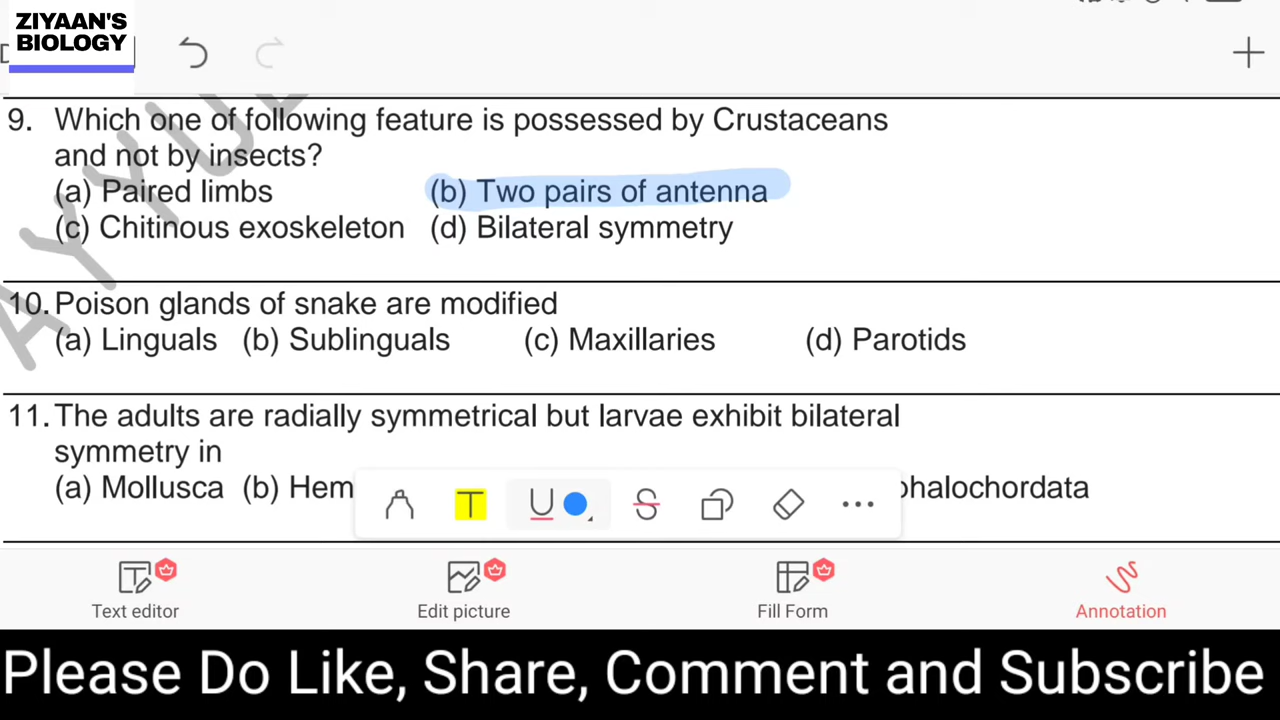 ZIYAAN'S
BIOLOGY
9. Which one of following feature is possessed by Crustaceans
and not by insects?
(a) Paired limbs (b) Two pairs of antenna
(c) Chitinous exoskeleton (d) Bilateral symmetry
10. Poison glands of snake are modified
(a) Linguals (b) Sublinguals (c) Maxillaries (d) Parotids
11. The adults are radially symmetrical but larvae exhibit bilateral
symmetry in
(a) Mollusca (b) Hem phalochordata
T U S
Text editor Edit picture Fill Form Annotation
Please Do Like, Share, Comment and Subscribe